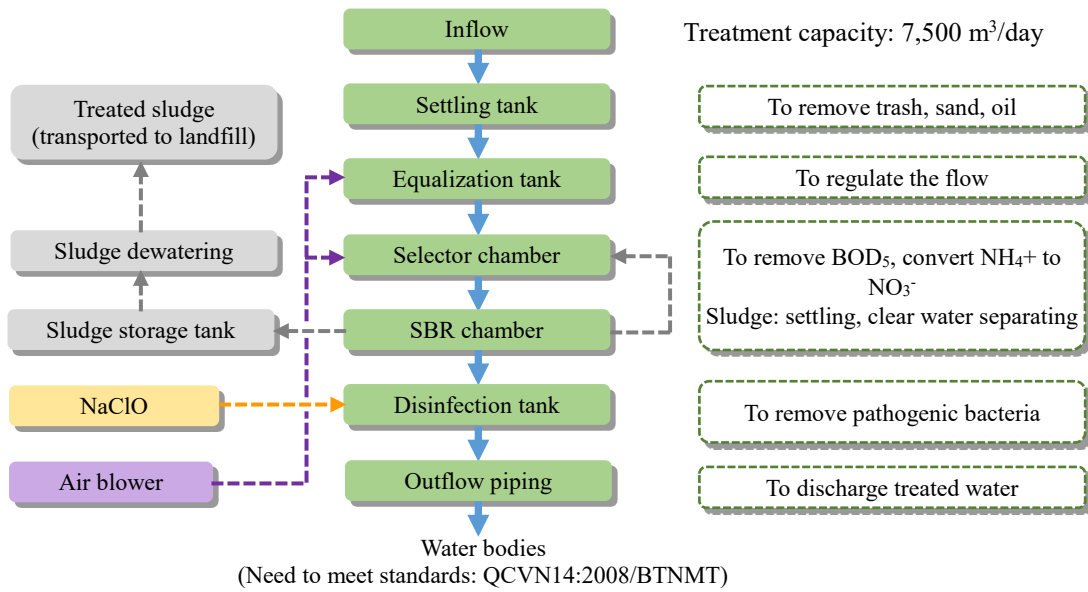 Inflow
Treatment capacity: 7,500 m³/day
Treated sludge
(transported to landfill)
Settling tank
To remove trash, sand, oil
Equalization tank
To regulate the flow
Sludge dewatering
Selector chamber
To remove BOD₅, convert NH₄+ to
NO₃⁻
Sludge: settling, clear water separating
Sludge storage tank
SBR chamber
NaClO
Disinfection tank
To remove pathogenic bacteria
Air blower
Outflow piping
To discharge treated water
Water bodies
(Need to meet standards: QCVN14:2008/BTNMT)